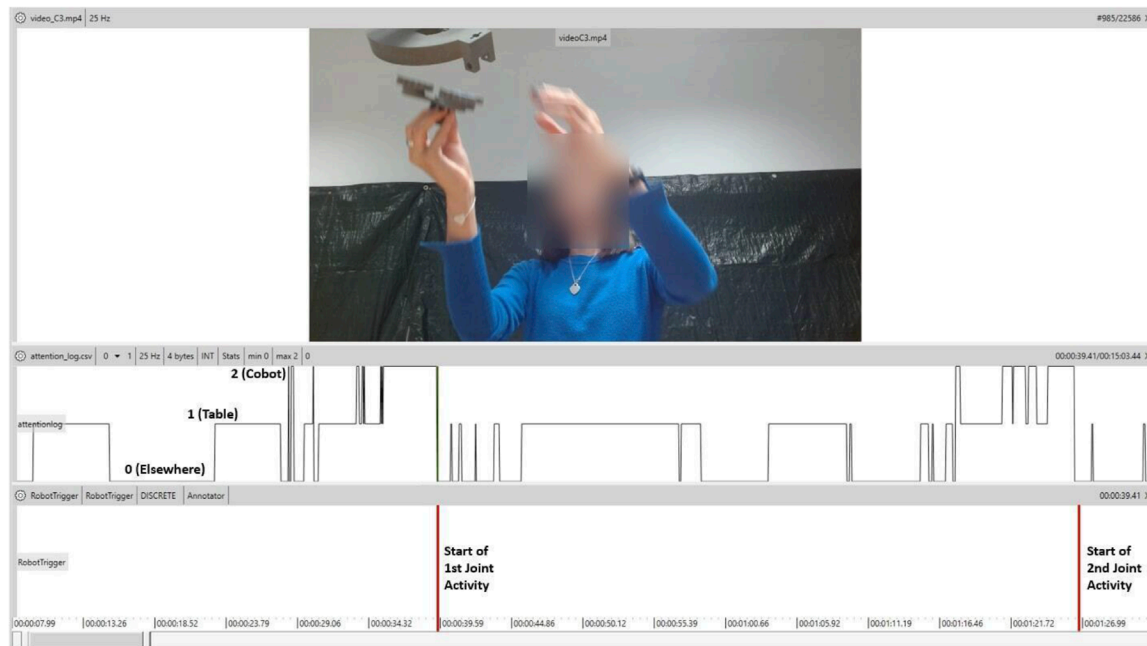 video_C3.mp4 25 Hz #985/22586
videoC3.mp4
attention_log.csv 0 1 25 Hz 4 bytes INT Stats min 0 max 2 0 00:00:39.41/00:15:03.44
2 (Cobot)
1 (Table)
attentionlog
0 (Elsewhere)
RobotTrigger RobotTrigger DISCRETE Annotator 00:00:39.41
Start of
1st Joint
Activity
Start of
2nd Joint
Activity
RobotTrigger
00:00:07.99 00:00:13.26 00:00:18.52 00:00:23.79 00:00:29.06 00:00:34.32 00:00:39.59 00:00:44.86 00:00:50.12 00:00:55.39 00:01:00.66 00:01:05.92 00:01:11.19 00:01:16.46 00:01:21.72 00:01:26.99